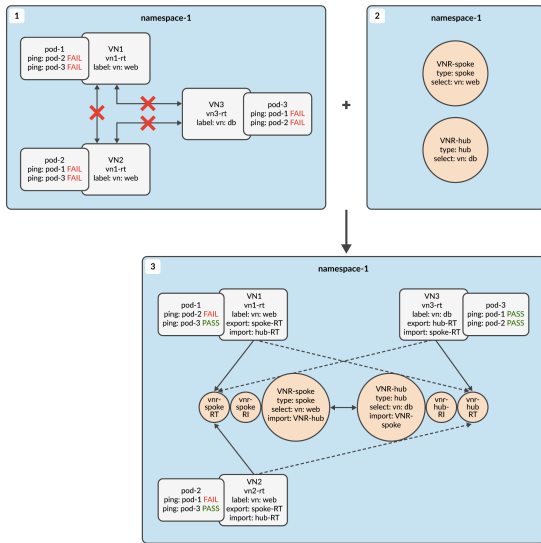 1
namespace-1
pod-1
ping: pod-2 FAIL
ping: pod-3 FAIL
VN1
vn1-rt
label: vn: web
VN3
vn3-rt
label: vn: db
pod-3
ping: pod-1 FAIL
ping: pod-2 FAIL
pod-2
ping: pod-1 FAIL
ping: pod-3 FAIL
VN2
vn1-rt
label: vn: web
+
2
namespace-1
VNR-spoke
type: spoke
select: vn: web
VNR-hub
type: hub
select: vn: db
3
namespace-1
pod-1
ping: pod-2 FAIL
ping: pod-3 PASS
VN1
vn1-rt
label: vn: web
export: spoke-RT
import: hub-RT
VN3
vn3-rt
label: vn: db
export: hub-RT
import: spoke-RT
pod-3
ping: pod-1 PASS
ping: pod-2 PASS
vnr-
spoke
RT
vnr-
spoke
RI
VNR-spoke
type: spoke
select: vn: web
import: VNR-hub
VNR-hub
type: hub
select: vn: db
import: VNR-
spoke
vnr-
hub-
RI
vnr-
hub
RT
pod-2
ping: pod-1 FAIL
ping: pod-3 PASS
VN2
vn2-rt
label: vn: web
export: spoke-RT
import: hub-RT